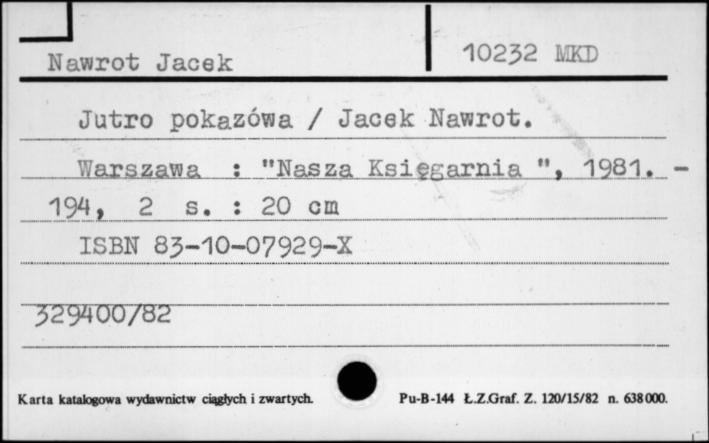 Nawrot Jacek 10232 MKD
Jutro pokazówa / Jacek Nawrot.
Warszawa : "Nasza Księgarnia ", 1981. -
194, 2 s. : 20 cm
ISBN 83-10-07929-X
329400/82
Karta katalogowa wydawnictw ciągłych i zwartych. Pu-B-144 Ł.Z.Graf. Z. 120/15/82 n. 638000.